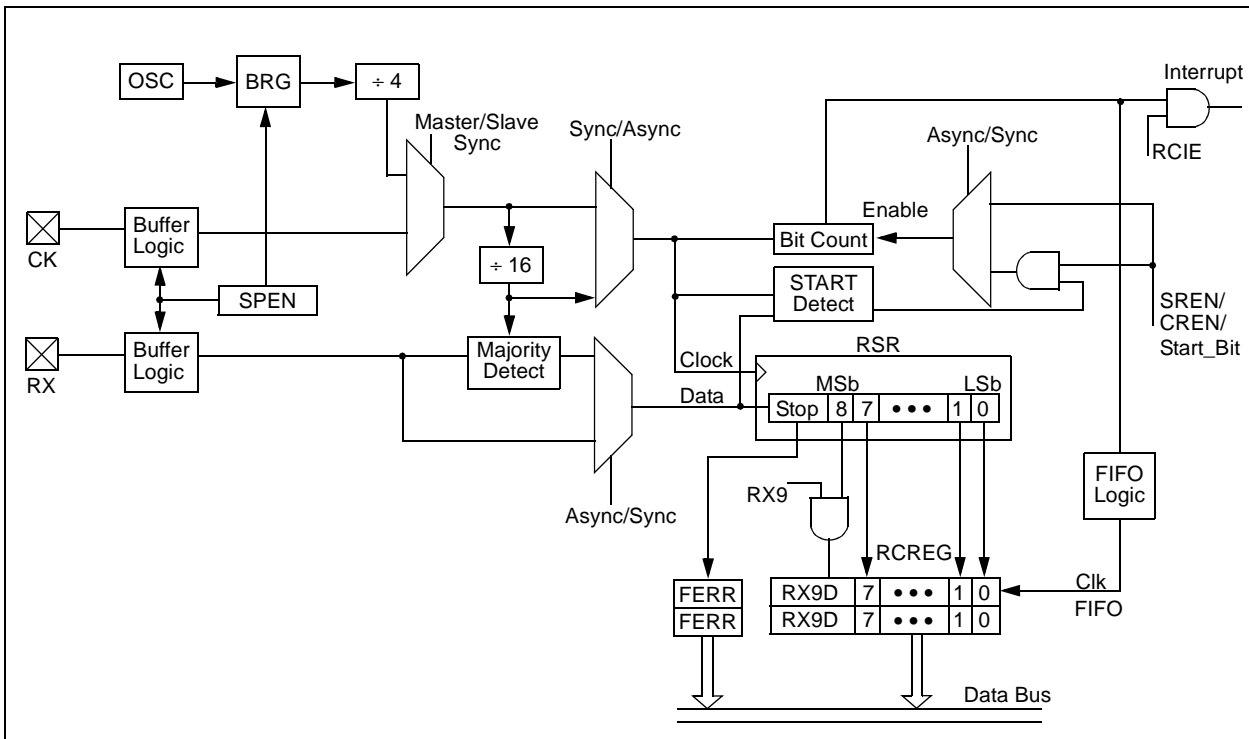 OSC
BRG
÷ 4
Interrupt
Master/Slave
Sync
Sync/Async
Async/Sync
RCIE
CK
Buffer
Logic
Enable
Bit Count
÷ 16
START
Detect
SPEN
SREN/
CREN/
Start_Bit
RX
Buffer
Logic
Majority
Detect
Clock
RSR
Data
MSb
LSb
Stop 8 7 ••• 1 0
Async/Sync
RX9
FIFO
Logic
RCREG
Clk
FIFO
FERR
RX9D 7 ••• 1 0
FERR
RX9D 7 ••• 1 0
Data Bus